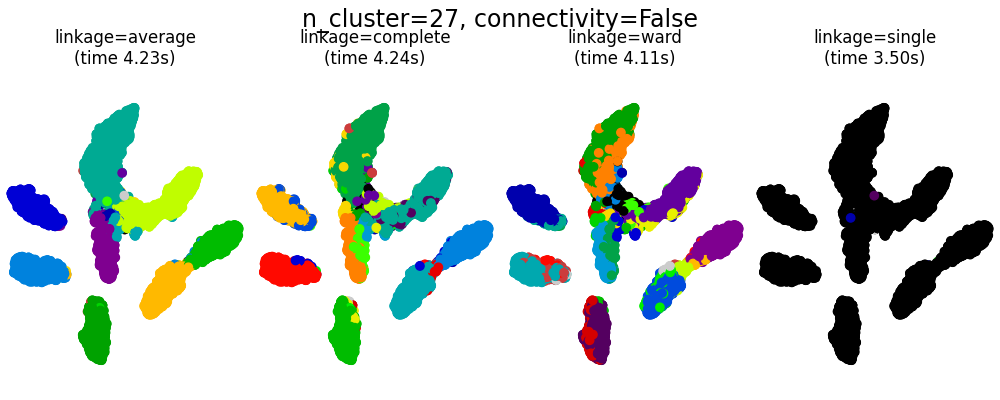 n_cluster=27, connectivity=False
linkage=average
(time 4.23s)
linkage=complete
(time 4.24s)
linkage=ward
(time 4.11s)
linkage=single
(time 3.50s)